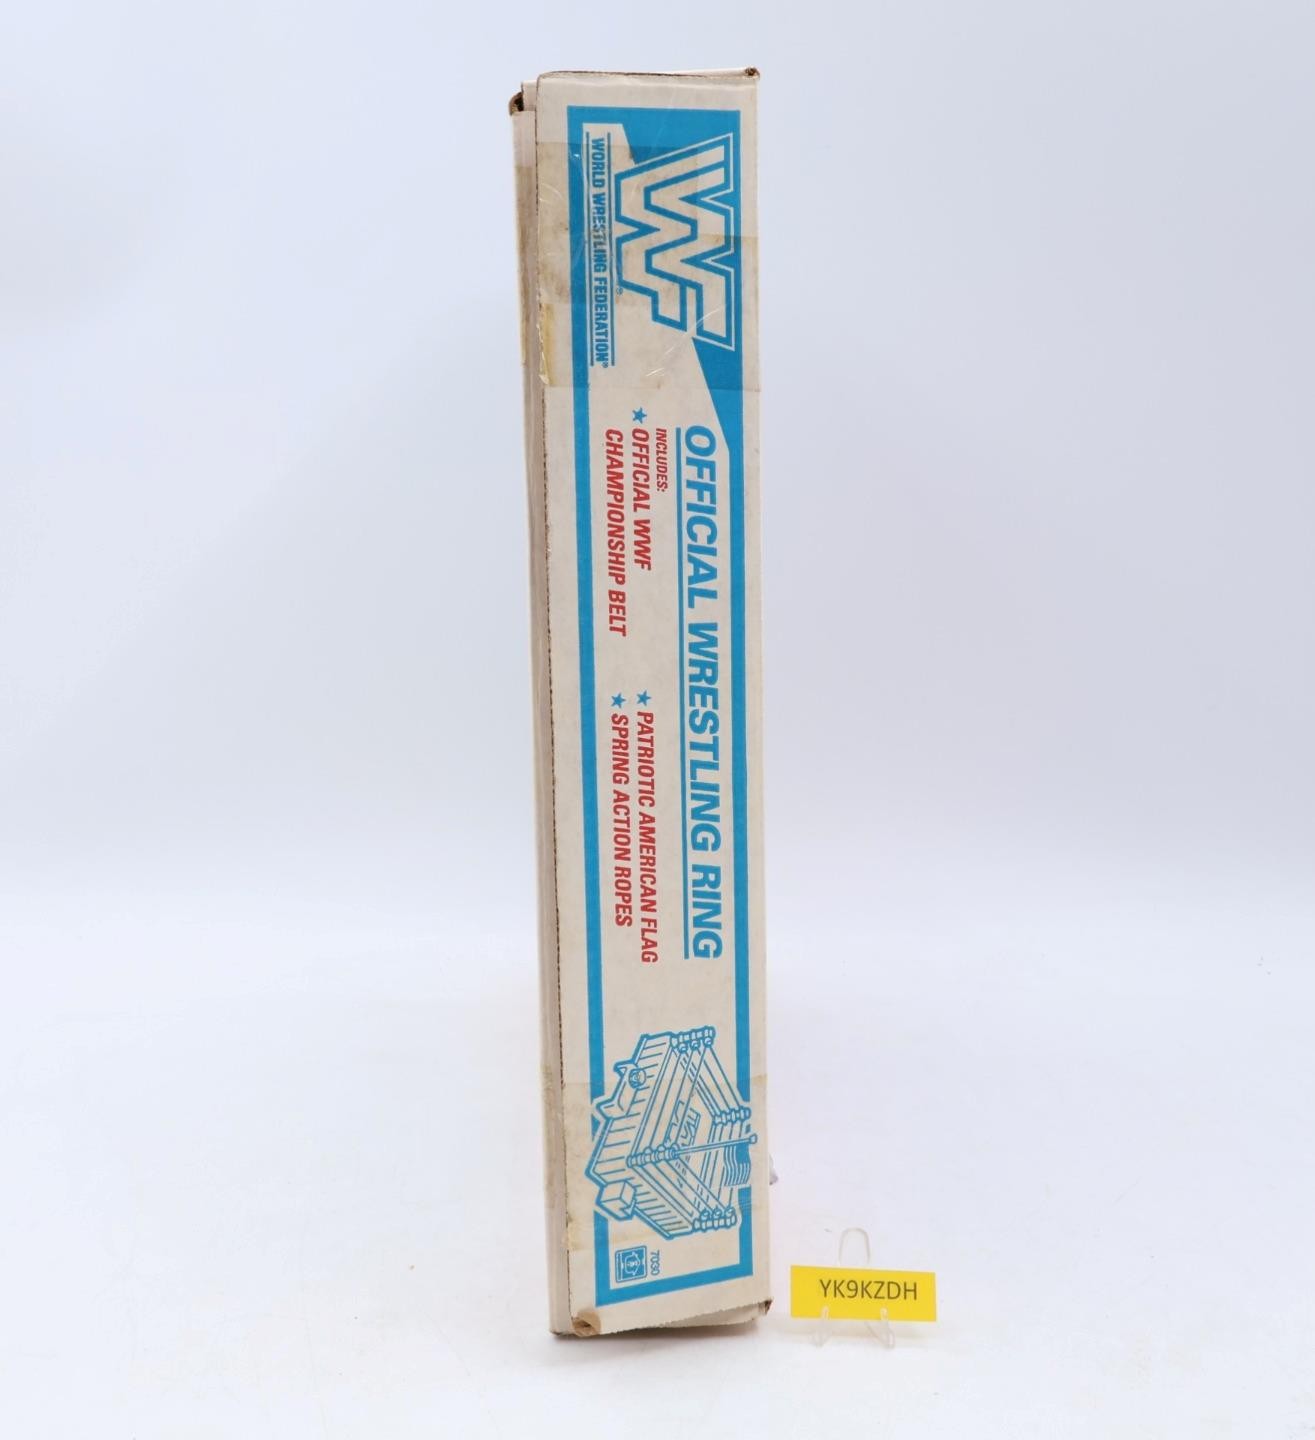 WF
WORLD WRESTLING FEDERATION®
OFFICIAL WRESTLING RING
INCLUDES:
★ OFFICIAL WWF
CHAMPIONSHIP BELT
★ PATRIOTIC AMERICAN FLAG
★ SPRING ACTION ROPES
7030
YK9KZDH